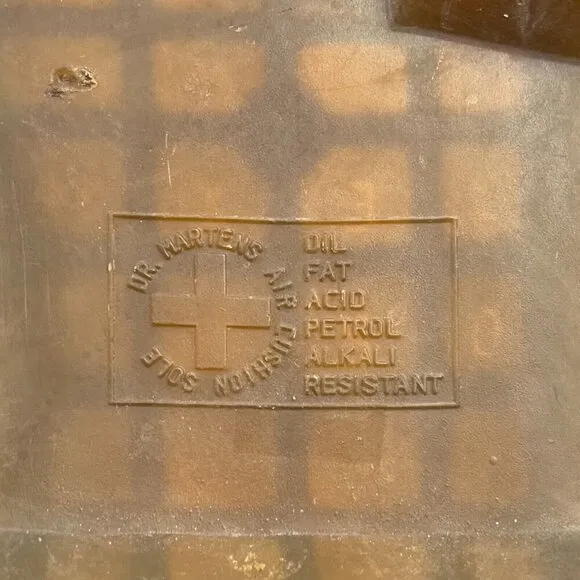 DR. MARTENS AIR CUSHION SOLE
OIL
FAT
ACID
PETROL
ALKALI
RESISTANT